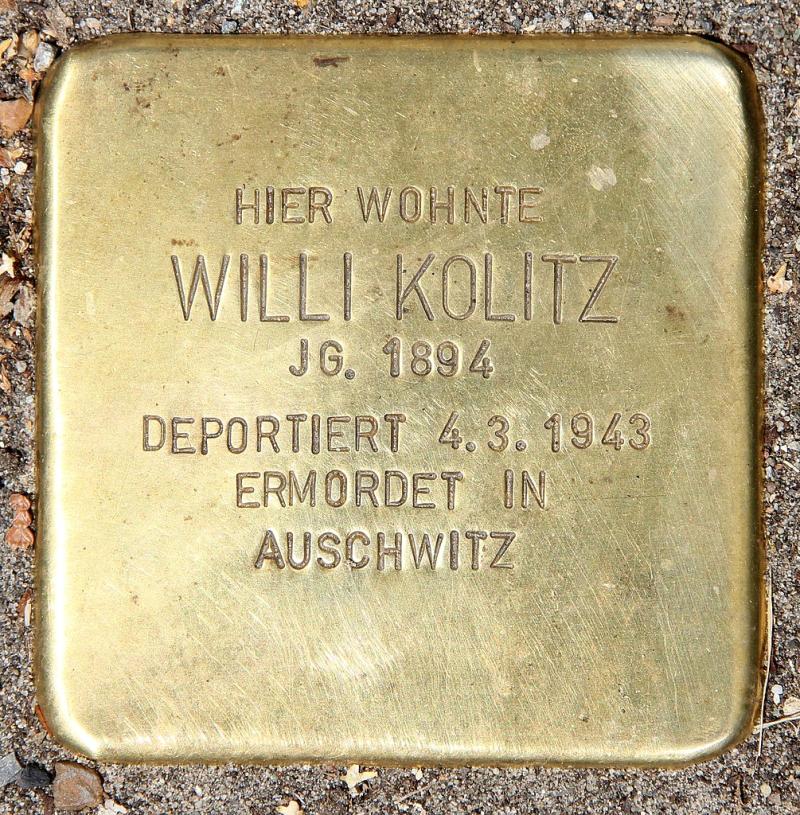 HIER WOHNTE
WILLI KOLITZ
JG. 1894
DEPORTIERT 4.3.1943
ERMORDET IN
AUSCHWITZ